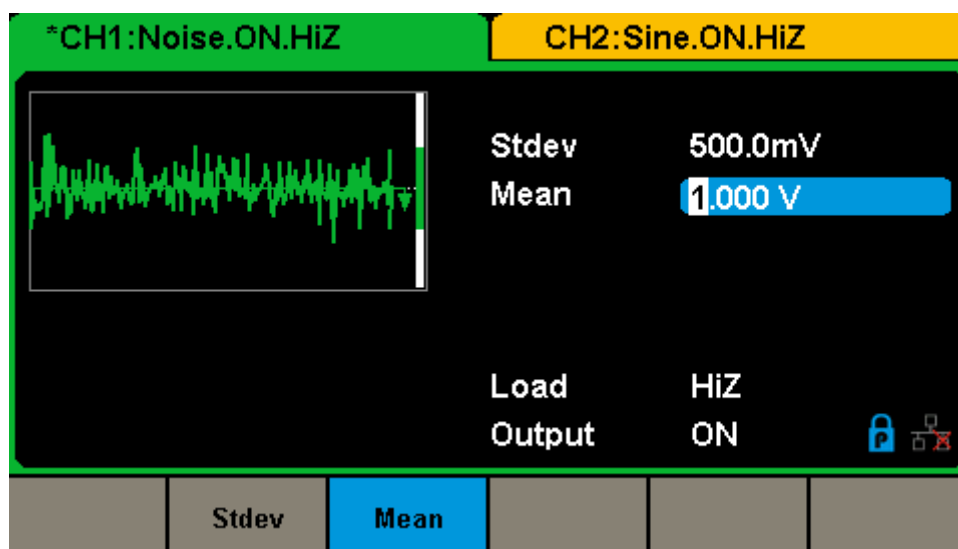 *CH1:Noise.ON.HiZ CH2:Sine.ON.HiZ
Stdev 500.0mV
Mean 1.000 V
Load HiZ
Output ON P
Stdev Mean